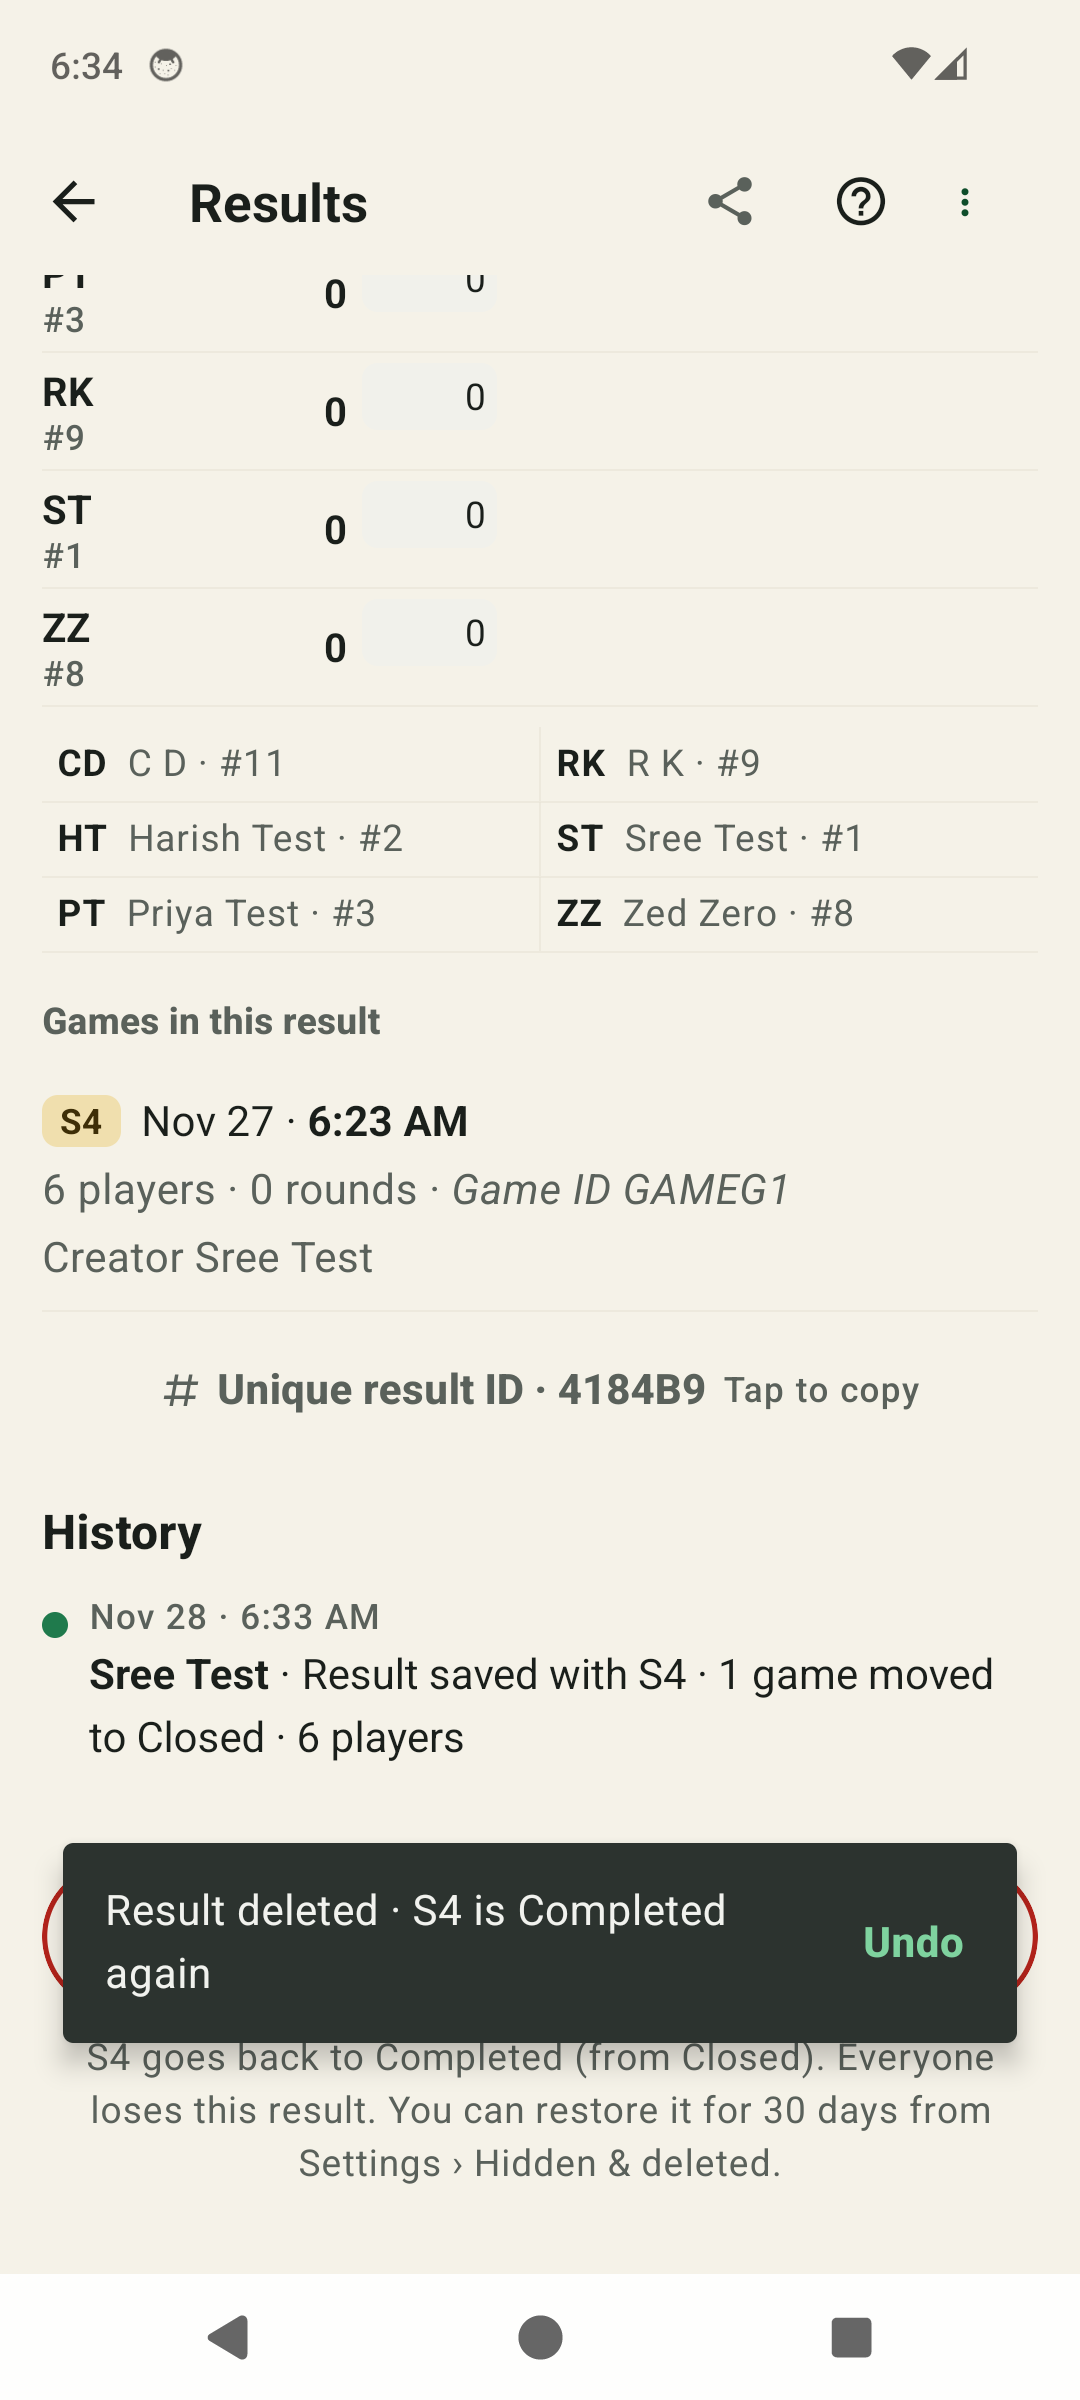 6:34
Results
PT 0 0
#3
RK 0 0
#9
ST 0 0
#1
ZZ 0 0
#8
CD C D · #11 RK R K · #9
HT Harish Test · #2 ST Sree Test · #1
PT Priya Test · #3 ZZ Zed Zero · #8
Games in this result
S4 Nov 27 · 6:23 AM
6 players · 0 rounds · Game ID GAMEG1
Creator Sree Test
# Unique result ID · 4184B9 Tap to copy
History
Nov 28 · 6:33 AM
Sree Test · Result saved with S4 · 1 game moved
to Closed · 6 players
Result deleted · S4 is Completed
again
Undo
S4 goes back to Completed (from Closed). Everyone
loses this result. You can restore it for 30 days from
Settings › Hidden & deleted.